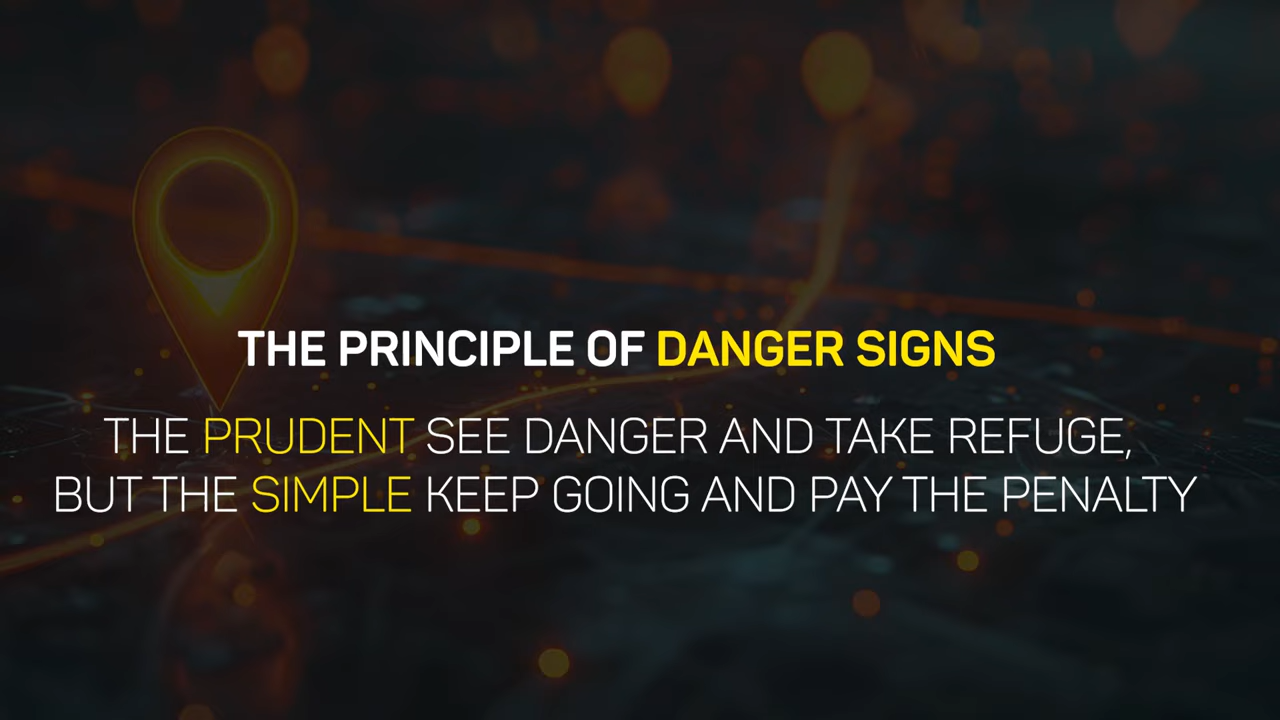 THE PRINCIPLE OF DANGER SIGNS
THE PRUDENT SEE DANGER AND TAKE REFUGE,
BUT THE SIMPLE KEEP GOING AND PAY THE PENALTY